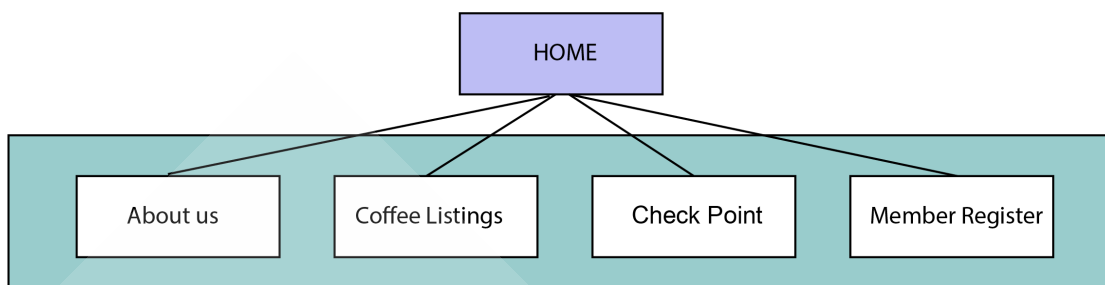 HOME
About us
Coffee Listings
Check Point
Member Register